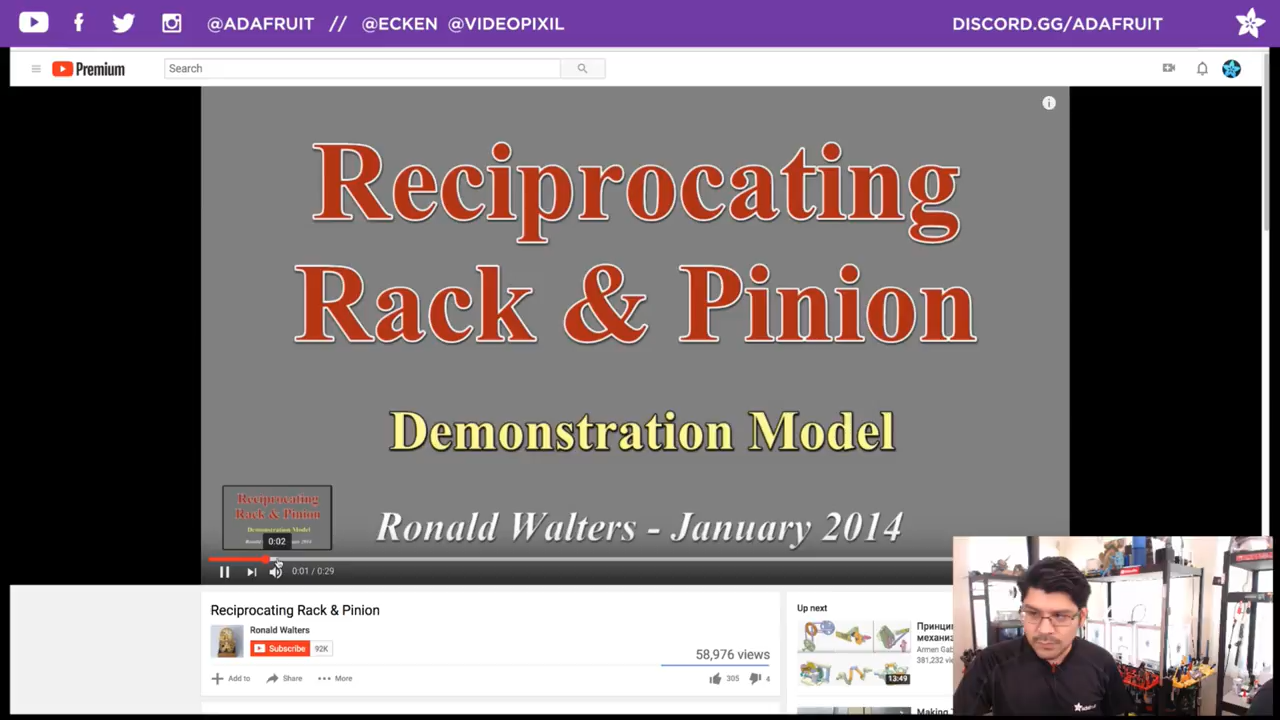 @ADAFRUIT // @ECKEN @VIDEOPIXIL
DISCORD.GG/ADAFRUIT
Premium
Search
Reciprocating
Rack & Pinion
Demonstration Model
Ronald Walters - January 2014
Reciprocating
Rack & Pinion
Demonstration Model
0:02
0:01 / 0:29
Reciprocating Rack & Pinion
Ronald Walters
Subscribe 92K
58,976 views
Add to
Share
More
305
4
Up next
Принци
механиз
Armen Gab
381,232 vi
13:49
Making